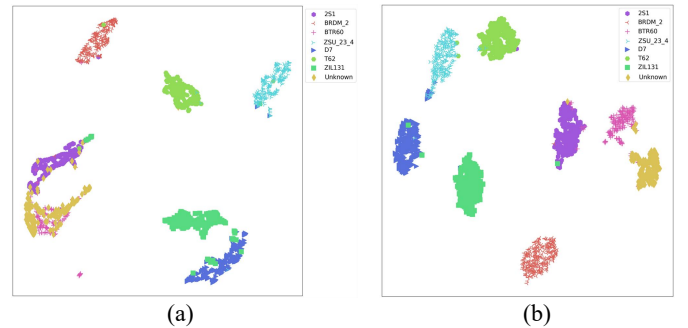 2S1
BRDM_2
BTR60
ZSU_23_4
D7
T62
ZIL131
Unknown
2S1
BRDM_2
BTR60
ZSU_23_4
D7
T62
ZIL131
Unknown
(a)
(b)